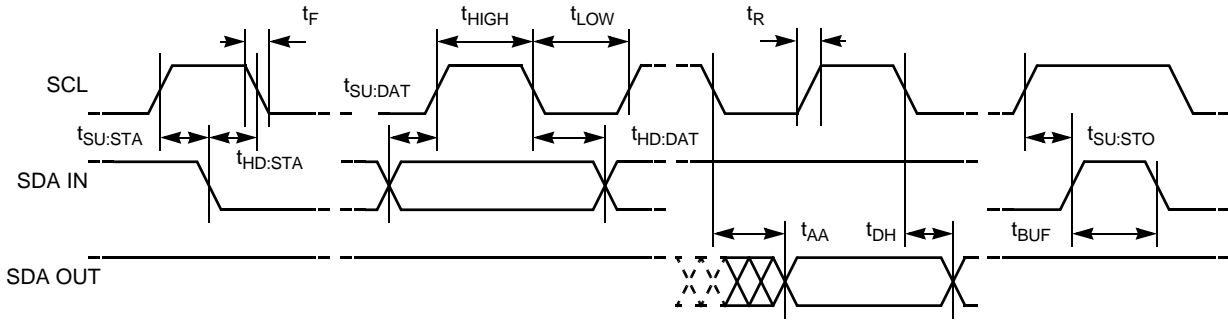 tF
tHIGH
tLOW
tR
SCL
tSU:DAT
tSU:STA
tHD:STA
tHD:DAT
tSU:STO
SDA IN
tAA
tDH
tBUF
SDA OUT